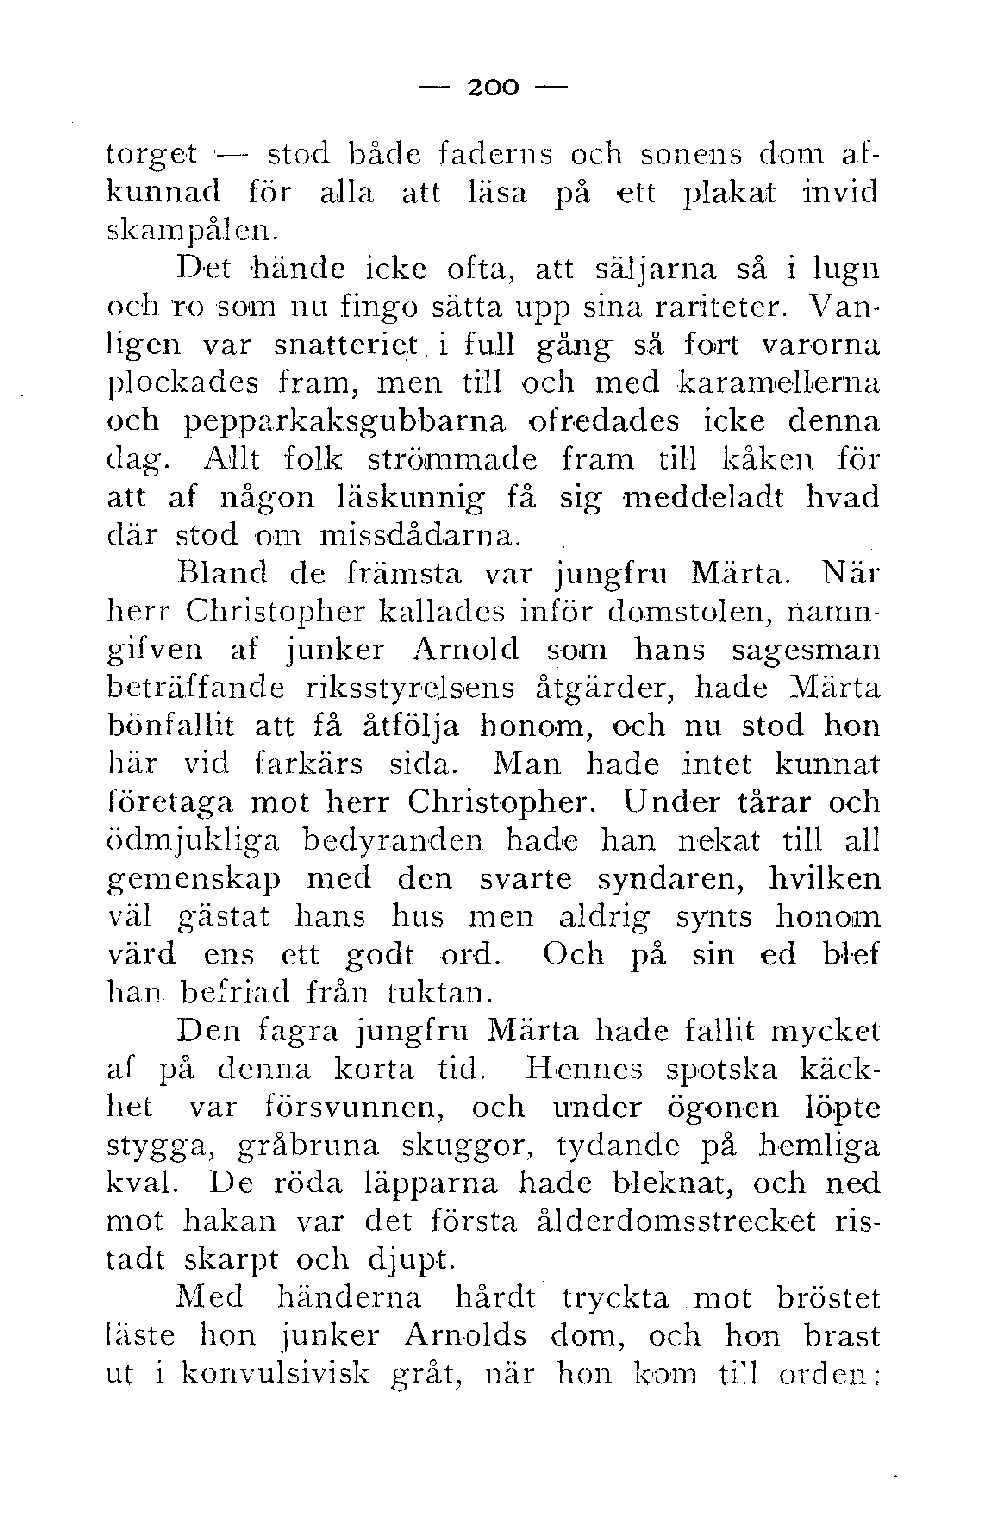 — 200 —
torget — stod både faderns och sonens dom af-
kunnad för alla att läsa på ett plakat invid
skampålen.
Det hände icke ofta, att säljarna så i lugn
och ro som nu fingo sätta upp sina rariteter. Van-
ligen var snatteriet i full gång så fort varorna
plockades fram, men till och med karamellerna
och pepparkaksgubbarna ofredades icke denna
dag. Allt folk strömmade fram till kåken för
att af någon läskunnig få sig meddeladt hvad
där stod om missdådarna.
Bland de främsta var jungfru Märta. När
herr Christopher kallades inför domstolen, namn-
gifven af junker Arnold som hans sagesman
beträffande riksstyrelsens åtgärder, hade Märta
bönfallit att få åtfölja honom, och nu stod hon
här vid farkärs sida. Man hade intet kunnat
företaga mot herr Christopher. Under tårar och
ödmjukliga bedyranden hade han nekat till all
gemenskap med den svarte syndaren, hvilken
väl gästat hans hus men aldrig synts honom
värd ens ett godt ord. Och på sin ed blef
han befriad från tuktan.
Den fagra jungfru Märta hade fallit mycket
af på denna korta tid. Hennes spotska käck-
het var försvunnen, och under ögonen löpte
stygga, gråbruna skuggor, tydande på hemliga
kval. De röda läpparna hade bleknat, och ned
mot hakan var det första ålderdomsstrecket ris-
tadt skarpt och djupt.
Med händerna hårdt tryckta mot bröstet
läste hon junker Arnolds dom, och hon brast
ut i konvulsivisk gråt, när hon kom till orden: